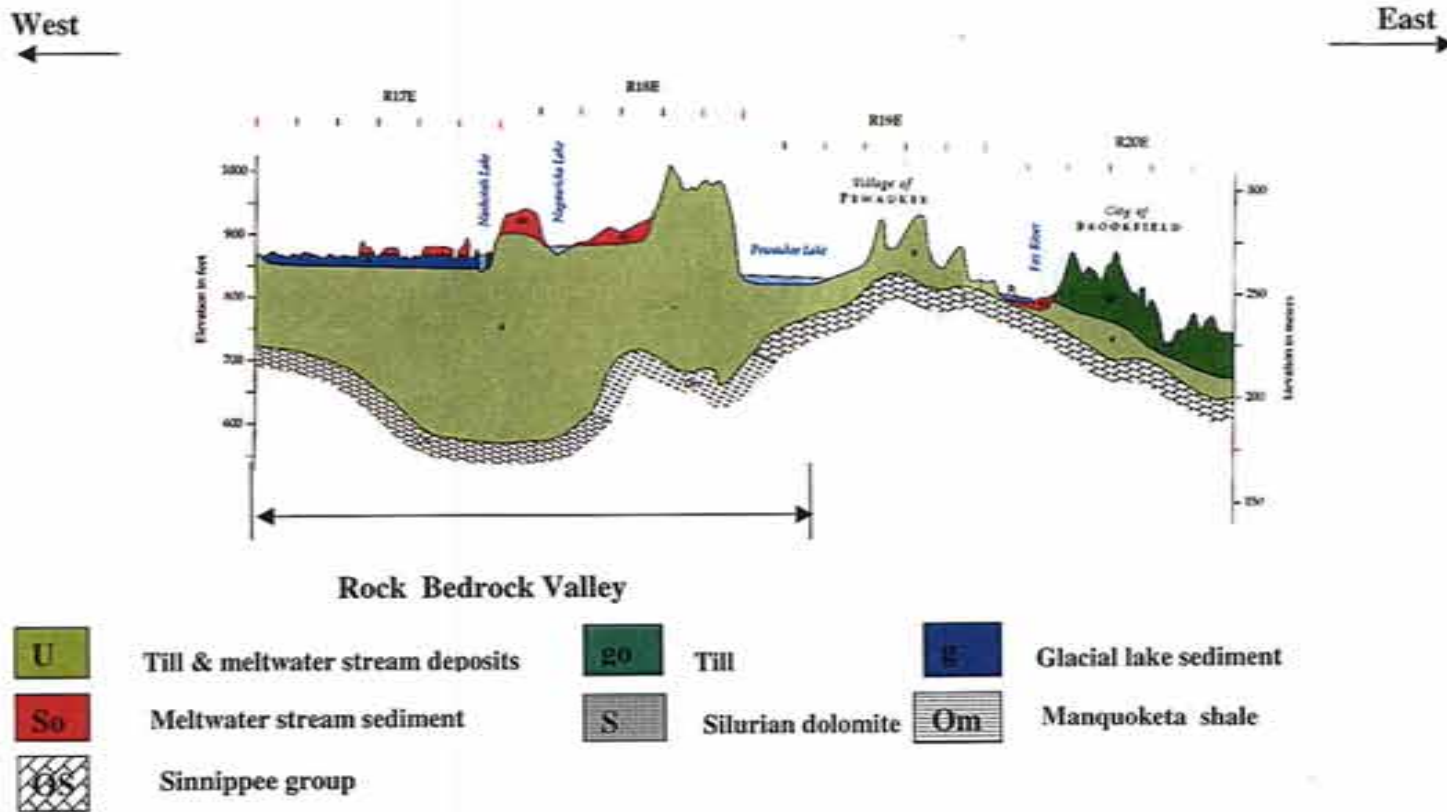 West
East
R17E
R18E
R19E
R20E
Nagawicka Lake
Pewaukee Lake
Fox River
Village of
PEWAUKEE
City of
BROOKFIELD
Elevation in feet
1000
900
800
700
600
Elevation in meters
300
250
200
150
Rock Bedrock Valley
U
Till & meltwater stream deposits
go
Till
g
Glacial lake sediment
So
Meltwater stream sediment
S
Silurian dolomite
Om
Manquoketa shale
OS
Sinnippee group